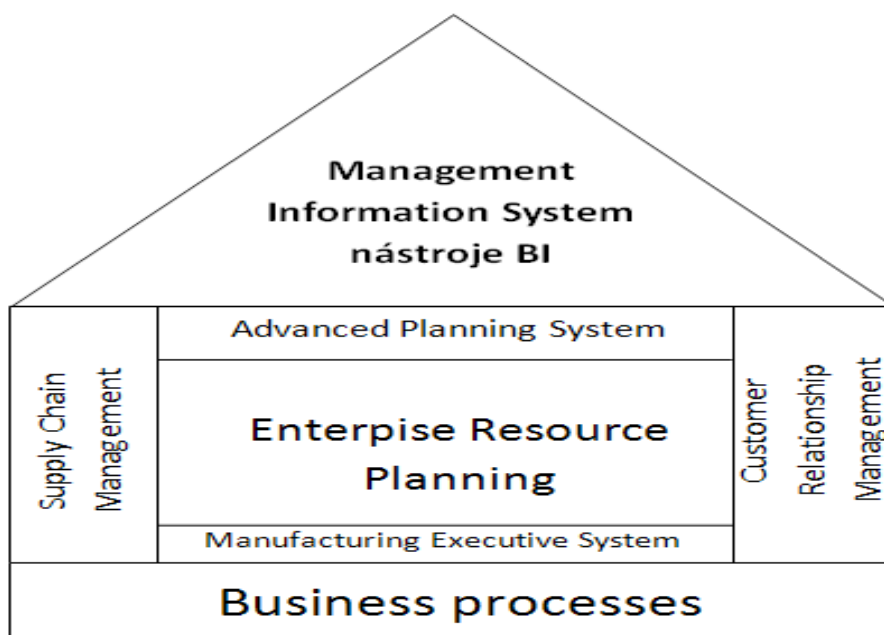 Management
Information System
nástroje BI
Supply Chain
Management
Advanced Planning System
Enterpise Resource
Planning
Manufacturing Executive System
Customer
Relationship
Management
Business processes